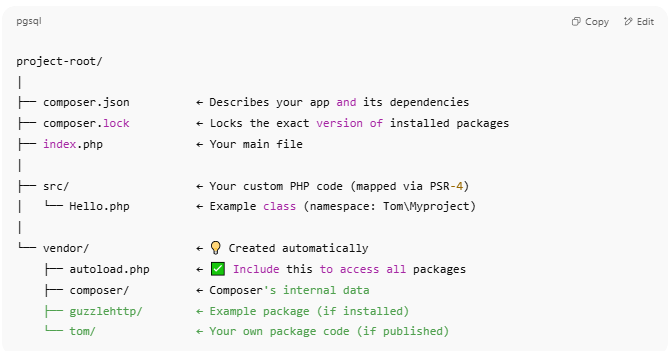 pgsql
Copy
Edit
project-root/
│
├── composer.json          ← Describes your app and its dependencies
├── composer.lock          ← Locks the exact version of installed packages
├── index.php              ← Your main file
│
├── src/                   ← Your custom PHP code (mapped via PSR-4)
│   └── Hello.php          ← Example class (namespace: Tom\Myproject)
│
└── vendor/                ← 💡 Created automatically
    ├── autoload.php       ← ✅ Include this to access all packages
    ├── composer/          ← Composer's internal data
    ├── guzzlehttp/        ← Example package (if installed)
    └── tom/               ← Your own package code (if published)